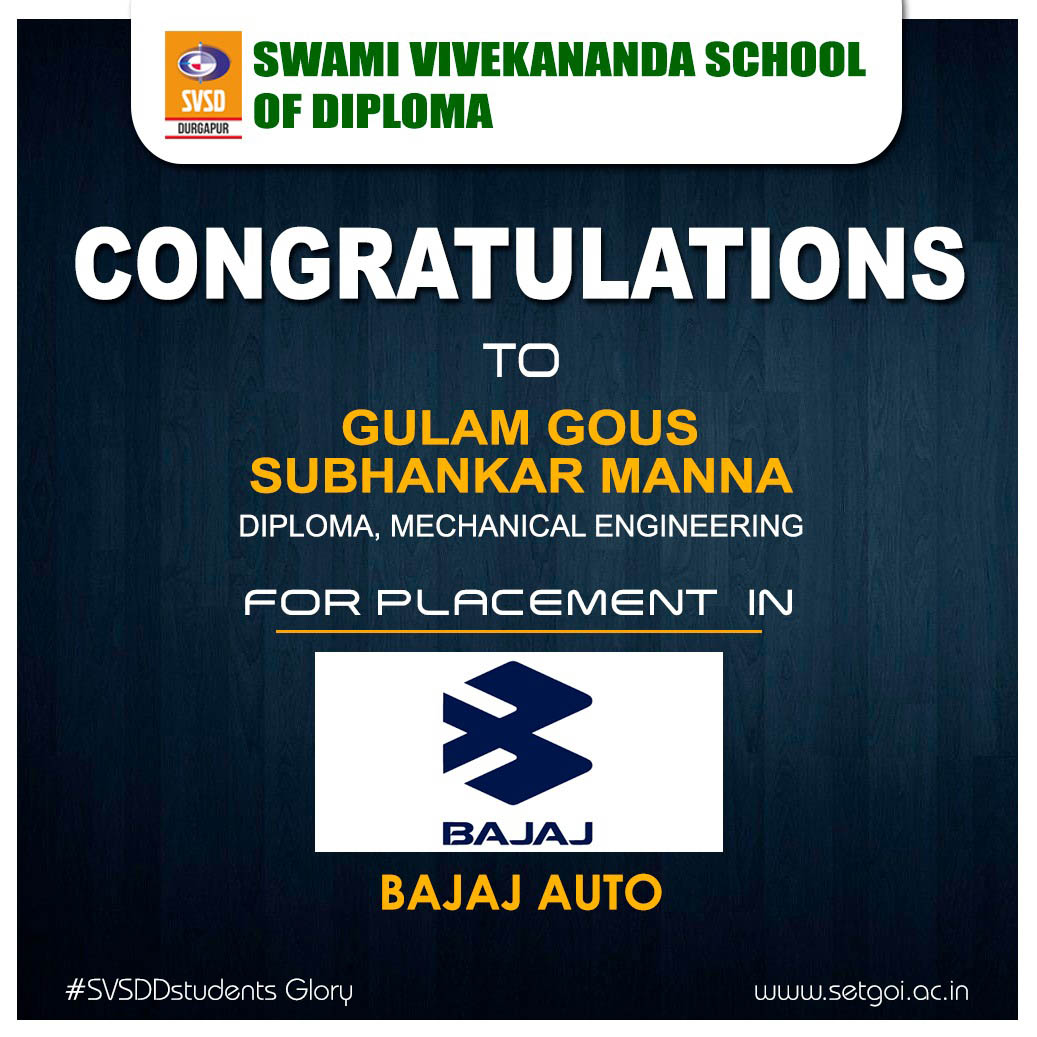 SVSD
DURGAPUR
SWAMI VIVEKANANDA SCHOOL
OF DIPLOMA
CONGRATULATIONS
TO
GULAM GOUS
SUBHANKAR MANNA
DIPLOMA, MECHANICAL ENGINEERING
FOR PLACEMENT IN
BAJAJ
BAJAJ AUTO
#SVSDDstudents Glory
www.setgoi.ac.in